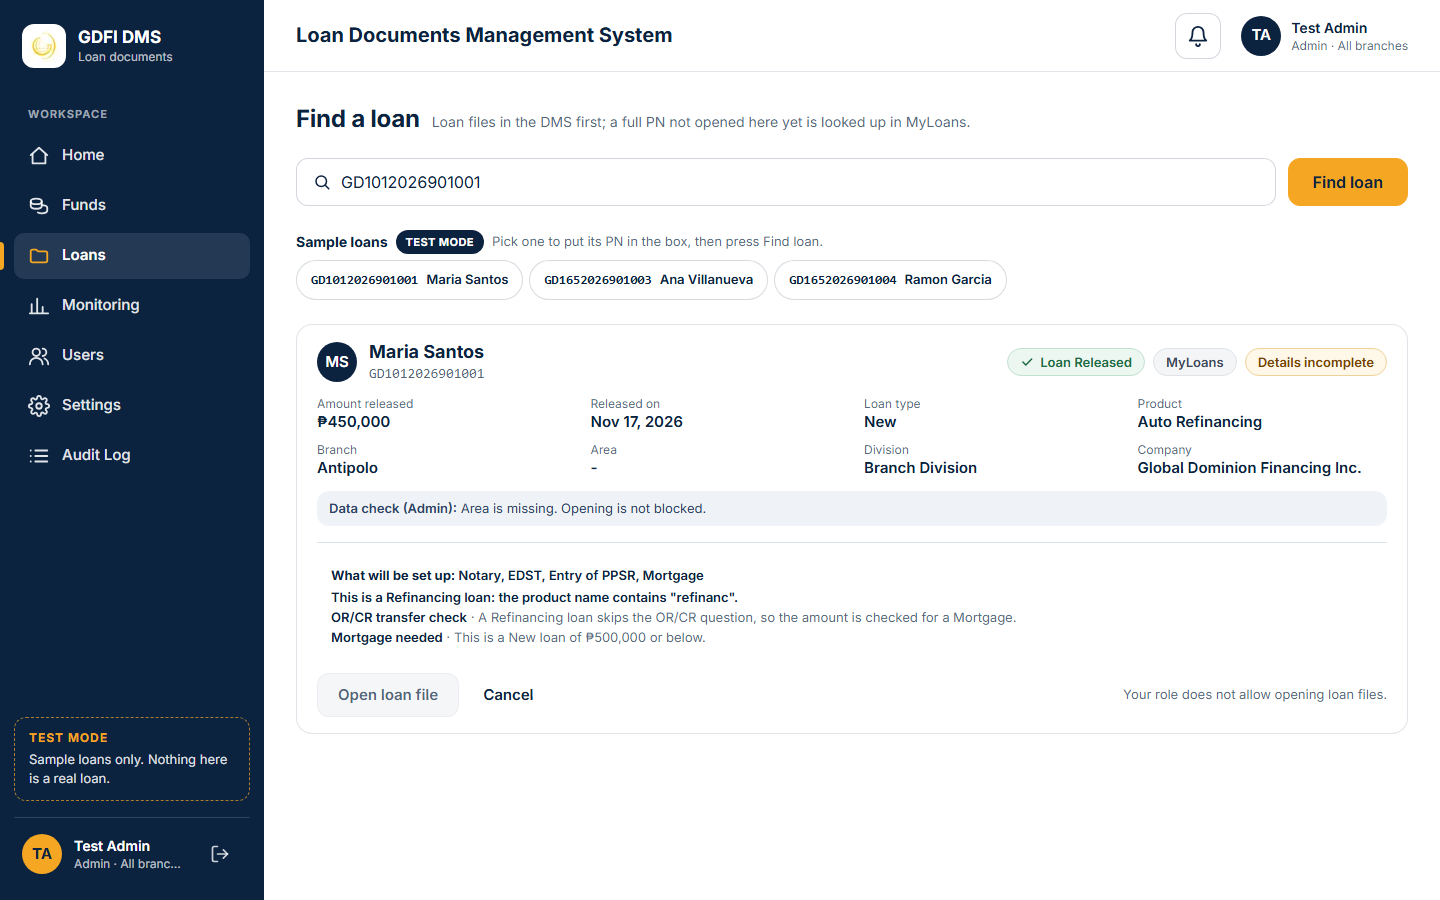 GDFI DMS
Loan documents
WORKSPACE
Home
Funds
Loans
Monitoring
Users
Settings
Audit Log
TEST MODE
Sample loans only. Nothing here
is a real loan.
TA
Test Admin
Admin · All branc...
Loan Documents Management System
TA
Test Admin
Admin · All branches
Find a loan Loan files in the DMS first; a full PN not opened here yet is looked up in MyLoans.
GD1012026901001
Find loan
Sample loans TEST MODE Pick one to put its PN in the box, then press Find loan.
GD1012026901001 Maria Santos GD1652026901003 Ana Villanueva GD1652026901004 Ramon Garcia
MS
Maria Santos
GD1012026901001
Loan Released MyLoans Details incomplete
Amount released Released on Loan type Product
₱450,000 Nov 17, 2026 New Auto Refinancing
Branch Area Division Company
Antipolo - Branch Division Global Dominion Financing Inc.
Data check (Admin): Area is missing. Opening is not blocked.
What will be set up: Notary, EDST, Entry of PPSR, Mortgage
This is a Refinancing loan: the product name contains "refinanc".
OR/CR transfer check · A Refinancing loan skips the OR/CR question, so the amount is checked for a Mortgage.
Mortgage needed · This is a New loan of ₱500,000 or below.
Open loan file Cancel Your role does not allow opening loan files.